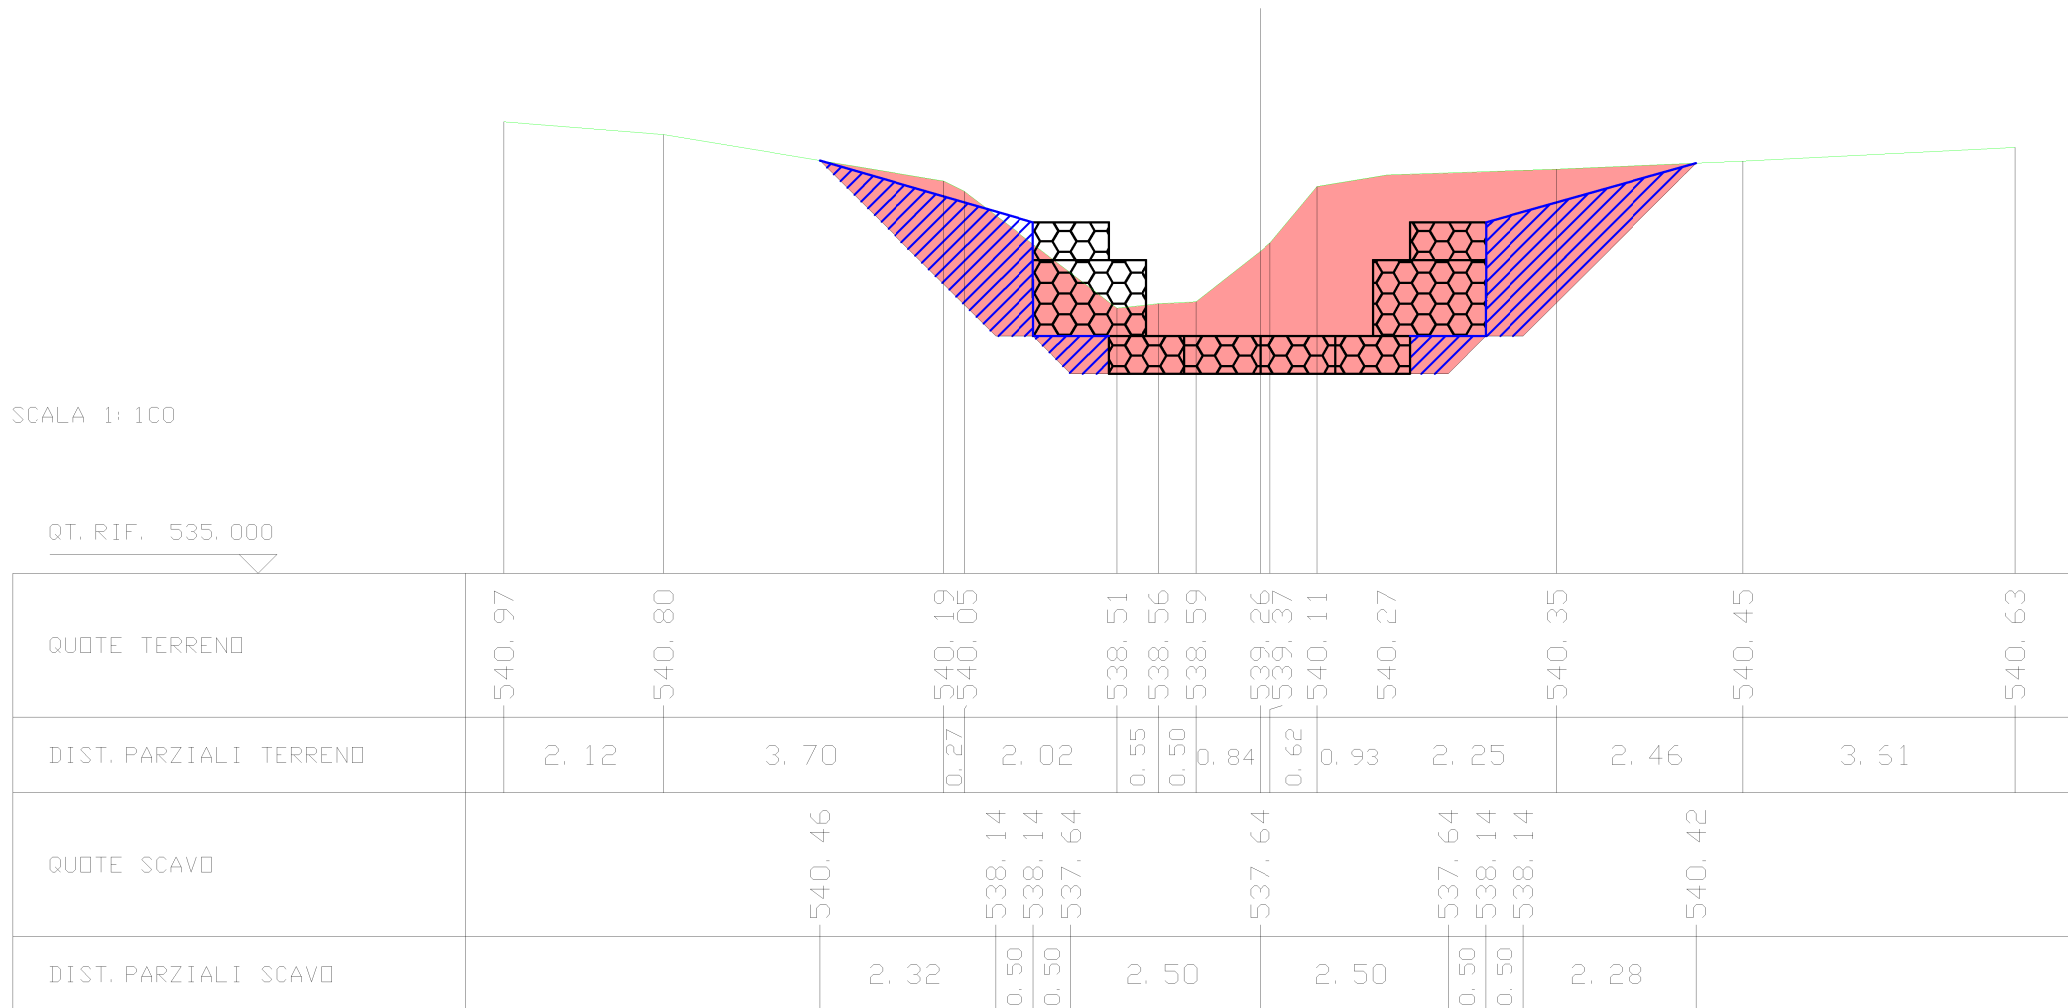 SCALA 1:100
QT.RIF. 535.000
QUOTE TERRENO
540.97 540.80 540.19 540.05 538.51 538.56 538.59 539.26 539.37 540.11 540.27 540.35 540.45 540.63
DIST.PARZIALI TERRENO
2.12 3.70 0.27 2.02 0.55 0.50 0.84 0.62 0.93 2.25 2.46 3.61
QUOTE SCAVO
540.46 538.14 538.14 537.64 537.64 537.64 538.14 538.14 540.42
DIST.PARZIALI SCAVO
2.32 0.50 0.50 2.50 2.50 0.50 0.50 2.28